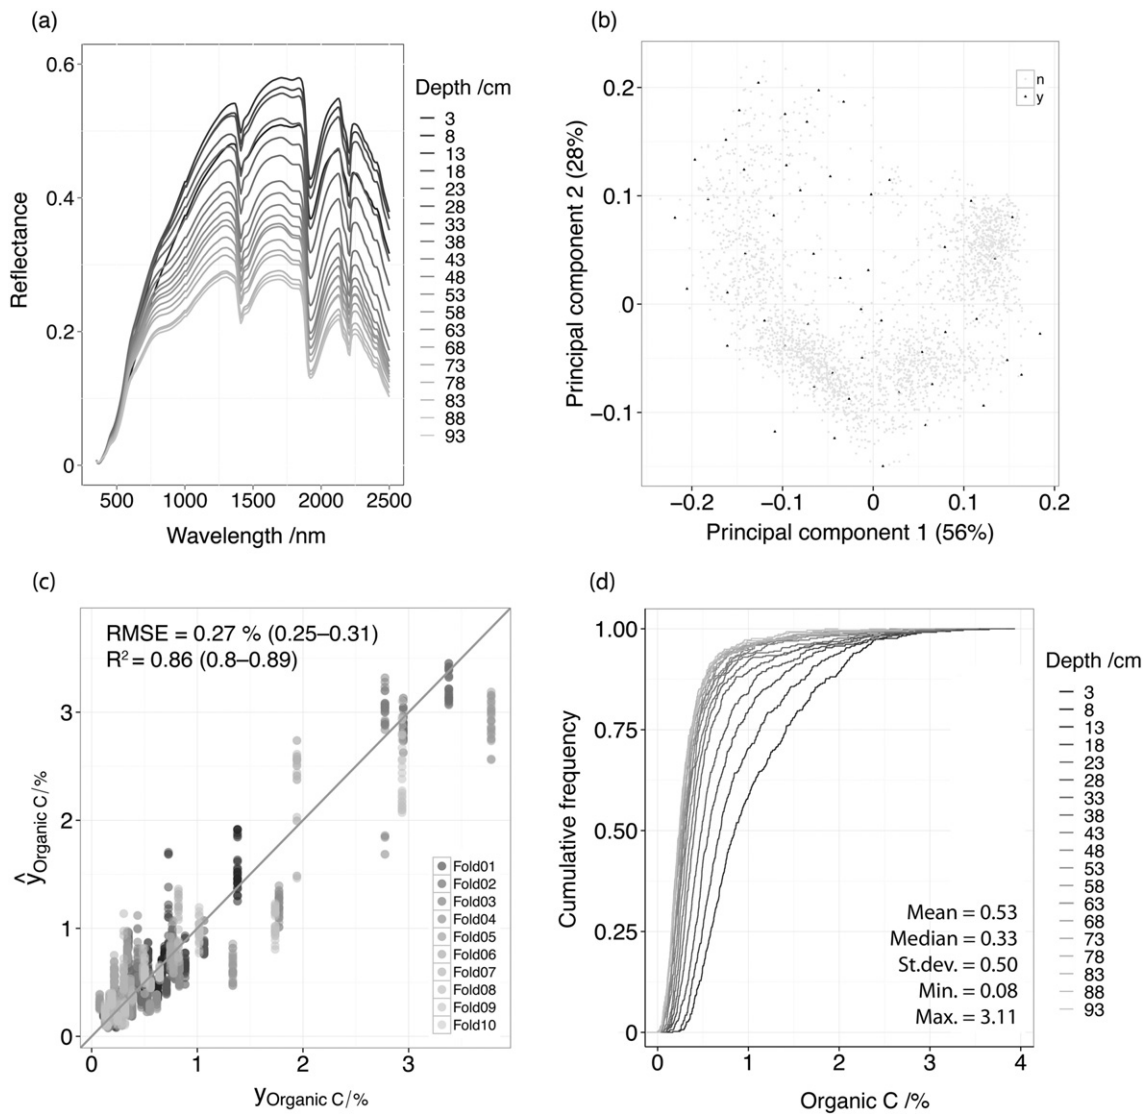 (a)
0.6
0.4
0.2
0
Reflectance
500 1000 1500 2000 2500
Wavelength /nm
Depth /cm
3
8
13
18
23
28
33
38
43
48
53
58
63
68
73
78
83
88
93
(b)
0.2
0.1
0
−0.1
Principal component 2 (28%)
n
y
−0.2 −0.1 0 0.1 0.2
Principal component 1 (56%)
(c)
RMSE = 0.27 % (0.25–0.31)
R² = 0.86 (0.8–0.89)
3
2
1
0
ŷOrganic C/%
Fold01
Fold02
Fold03
Fold04
Fold05
Fold06
Fold07
Fold08
Fold09
Fold10
0 1 2 3
yOrganic C/%
(d)
1.00
0.75
0.50
0.25
0
Cumulative frequency
Mean = 0.53
Median = 0.33
St.dev. = 0.50
Min. = 0.08
Max. = 3.11
0 1 2 3 4
Organic C /%
Depth /cm
3
8
13
18
23
28
33
38
43
48
53
58
63
68
73
78
83
88
93